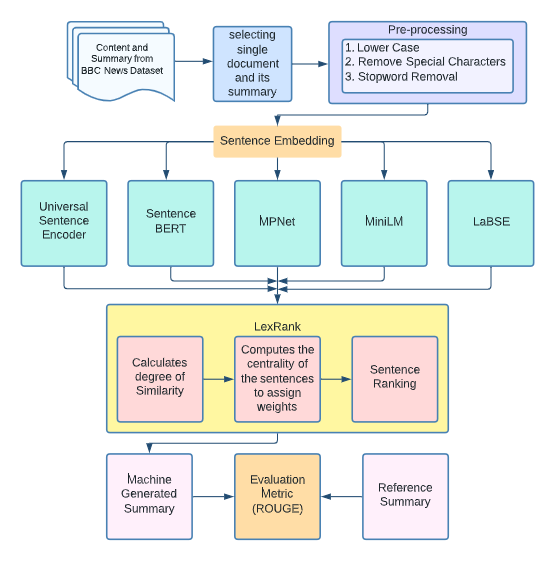 Content and
Summary from
BBC News Dataset
selecting
single
document
and its
summary
Pre-processing
1. Lower Case
2. Remove Special Characters
3. Stopword Removal
Sentence Embedding
Universal
Sentence
Encoder
Sentence
BERT
MPNet
MiniLM
LaBSE
LexRank
Calculates
degree of
Similarity
Computes the
centrality of
the sentences
to assign
weights
Sentence
Ranking
Machine
Generated
Summary
Evaluation
Metric
(ROUGE)
Reference
Summary